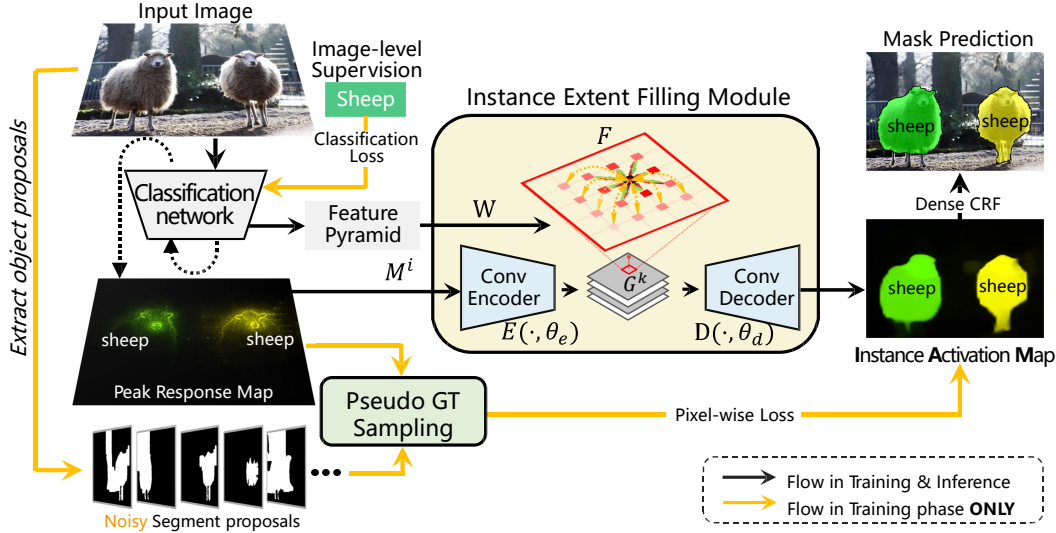 Input Image
Extract object proposals
Image-level
Supervision
Sheep
Classification
Loss
Classification
network
Feature
Pyramid
W
M^i
Instance Extent Filling Module
F
Conv
Encoder
E(·, θ_e)
G^k
Conv
Decoder
D(·, θ_d)
Mask Prediction
sheep
sheep
Dense CRF
sheep
sheep
Instance Activation Map
sheep
sheep
Peak Response Map
Pseudo GT
Sampling
Pixel-wise Loss
Noisy Segment proposals
Flow in Training & Inference
Flow in Training phase ONLY